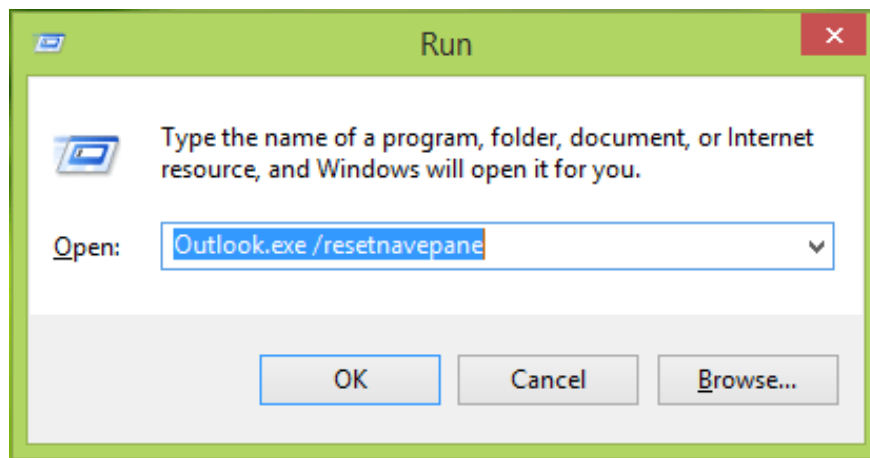 Run
Type the name of a program, folder, document, or Internet
resource, and Windows will open it for you.
Open: Outlook.exe /resetnavepane
OK Cancel Browse...